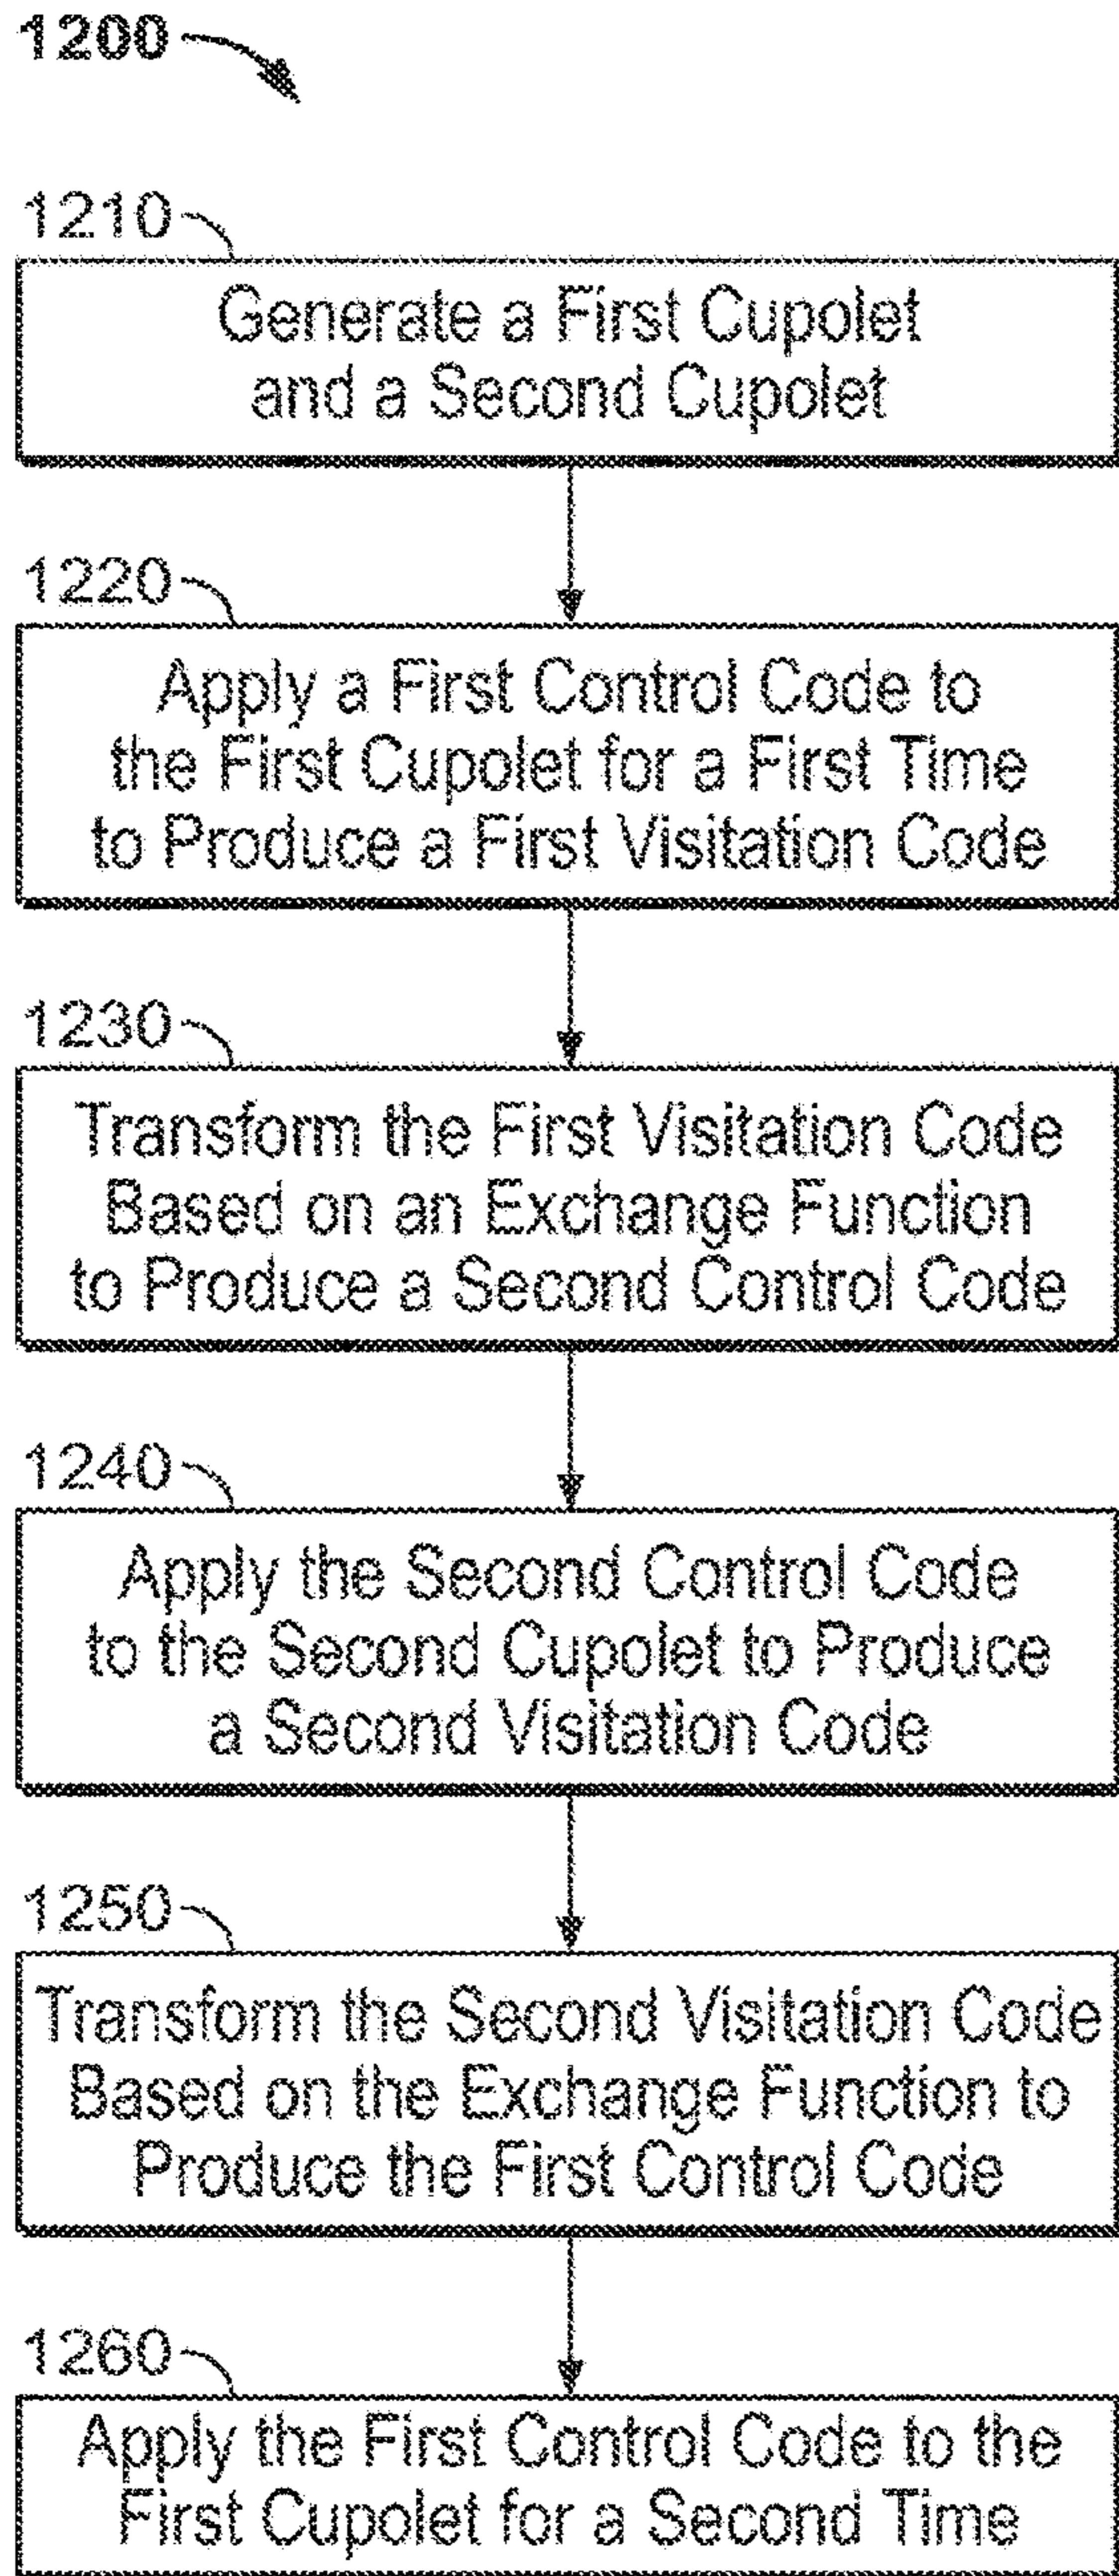 1200
1210
Generate a First Cupolet
and a Second Cupolet
1220
Apply a First Control Code to
the First Cupolet for a First Time
to Produce a First Visitation Code
1230
Transform the First Visitation Code
Based on an Exchange Function
to Produce a Second Control Code
1240
Apply the Second Control Code
to the Second Cupolet to Produce
a Second Visitation Code
1250
Transform the Second Visitation Code
Based on the Exchange Function to
Produce the First Control Code
1260
Apply the First Control Code to the
First Cupolet for a Second Time